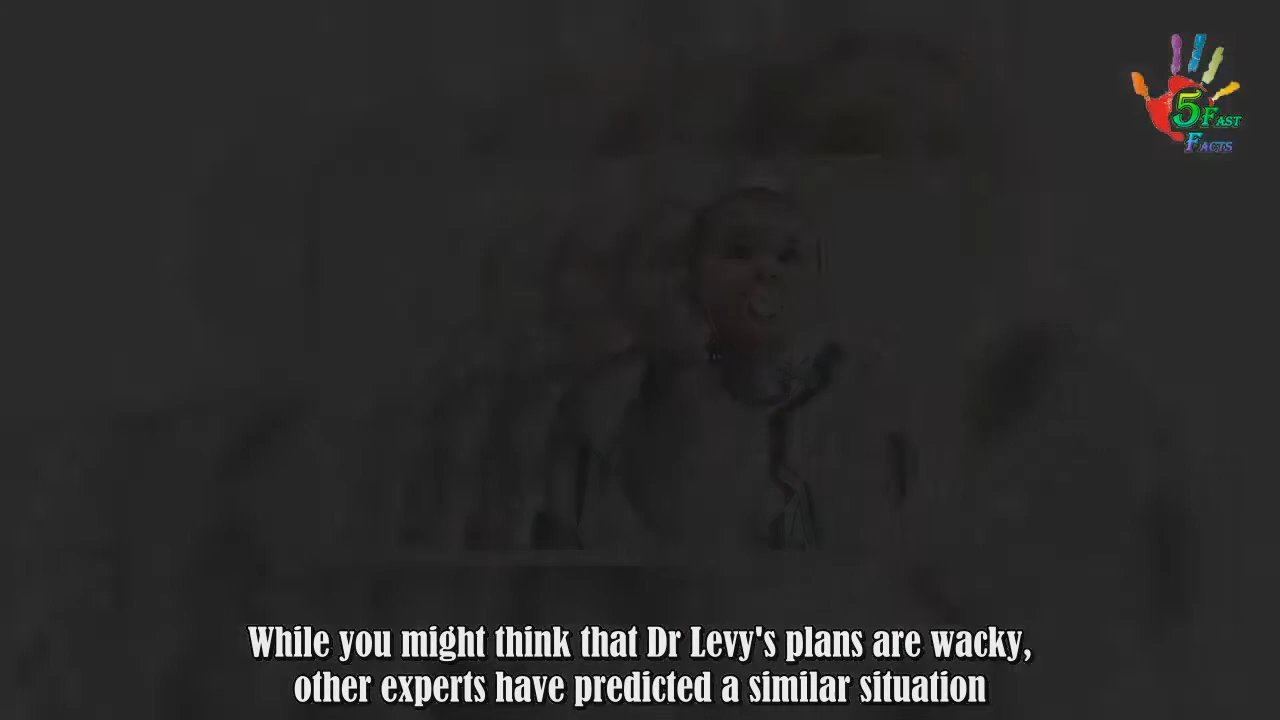 5 Fast
Facts
While you might think that Dr Levy's plans are wacky,
other experts have predicted a similar situation